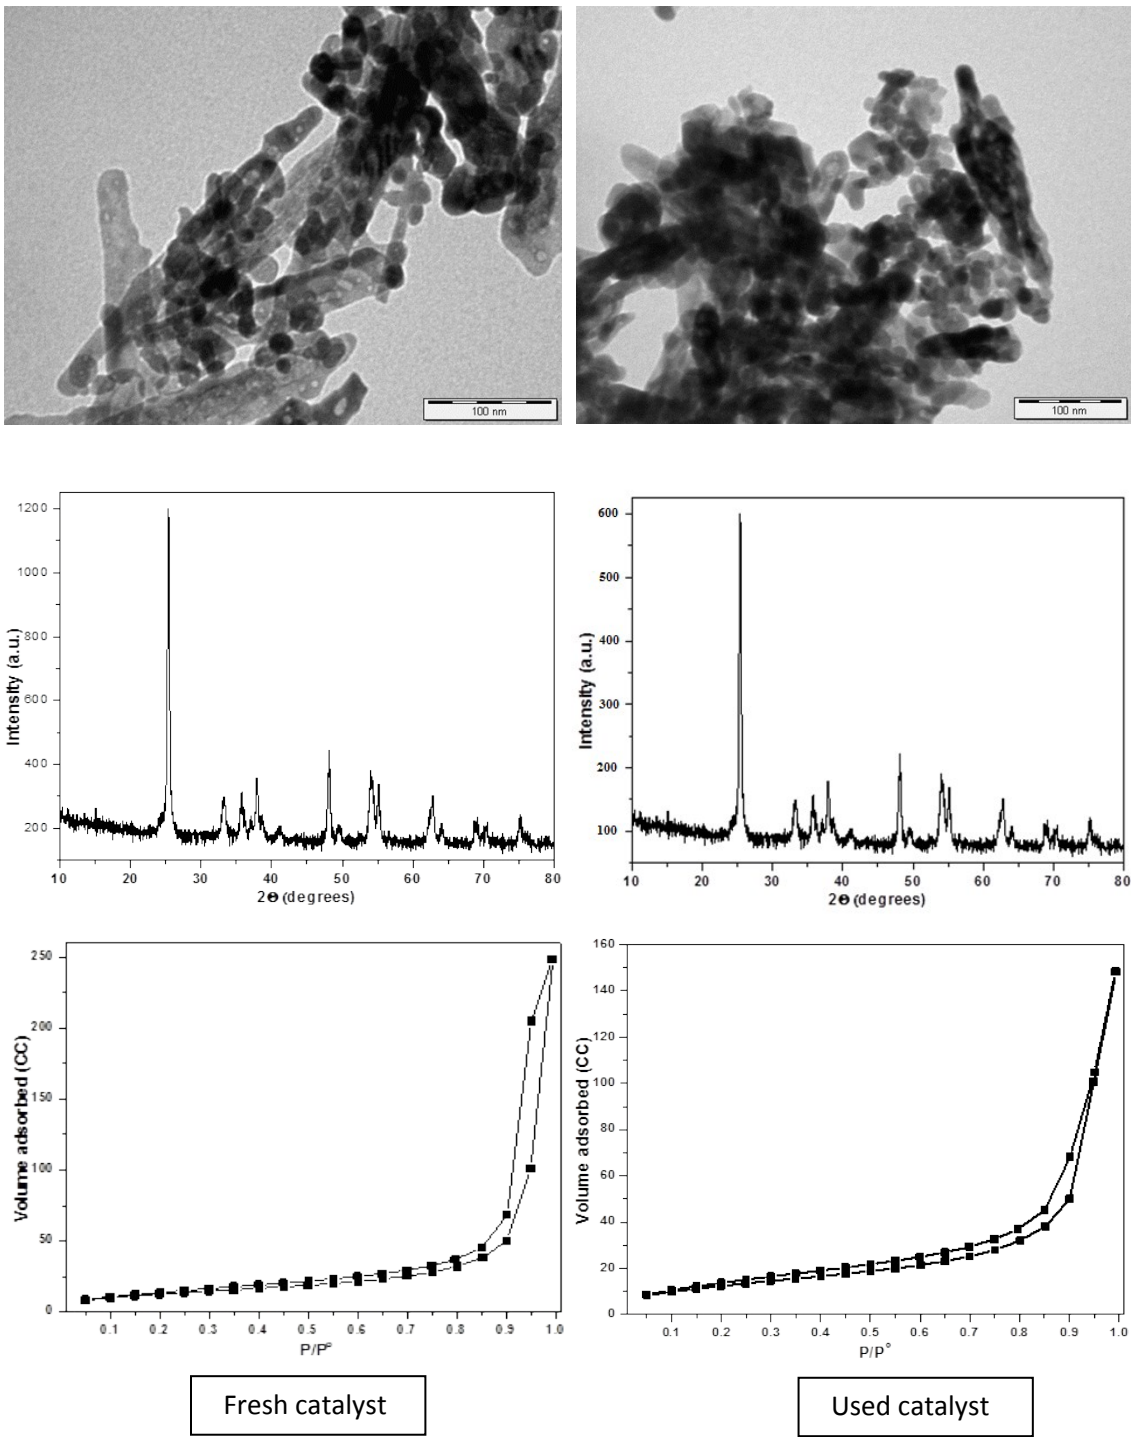 100 nm
100 nm
1200
1000
800
600
400
200
Intensity (a.u.)
10 20 30 40 50 60 70 80
2Θ (degrees)
600
500
400
300
200
100
Intensity (a.u.)
10 20 30 40 50 60 70 80
2Θ (degrees)
250
200
150
100
50
0
Volume adsorbed (CC)
0.1 0.2 0.3 0.4 0.5 0.6 0.7 0.8 0.9 1.0
P/P°
160
140
120
100
80
60
40
20
0
Volume adsorbed (CC)
0.1 0.2 0.3 0.4 0.5 0.6 0.7 0.8 0.9 1.0
P/P°
Fresh catalyst
Used catalyst